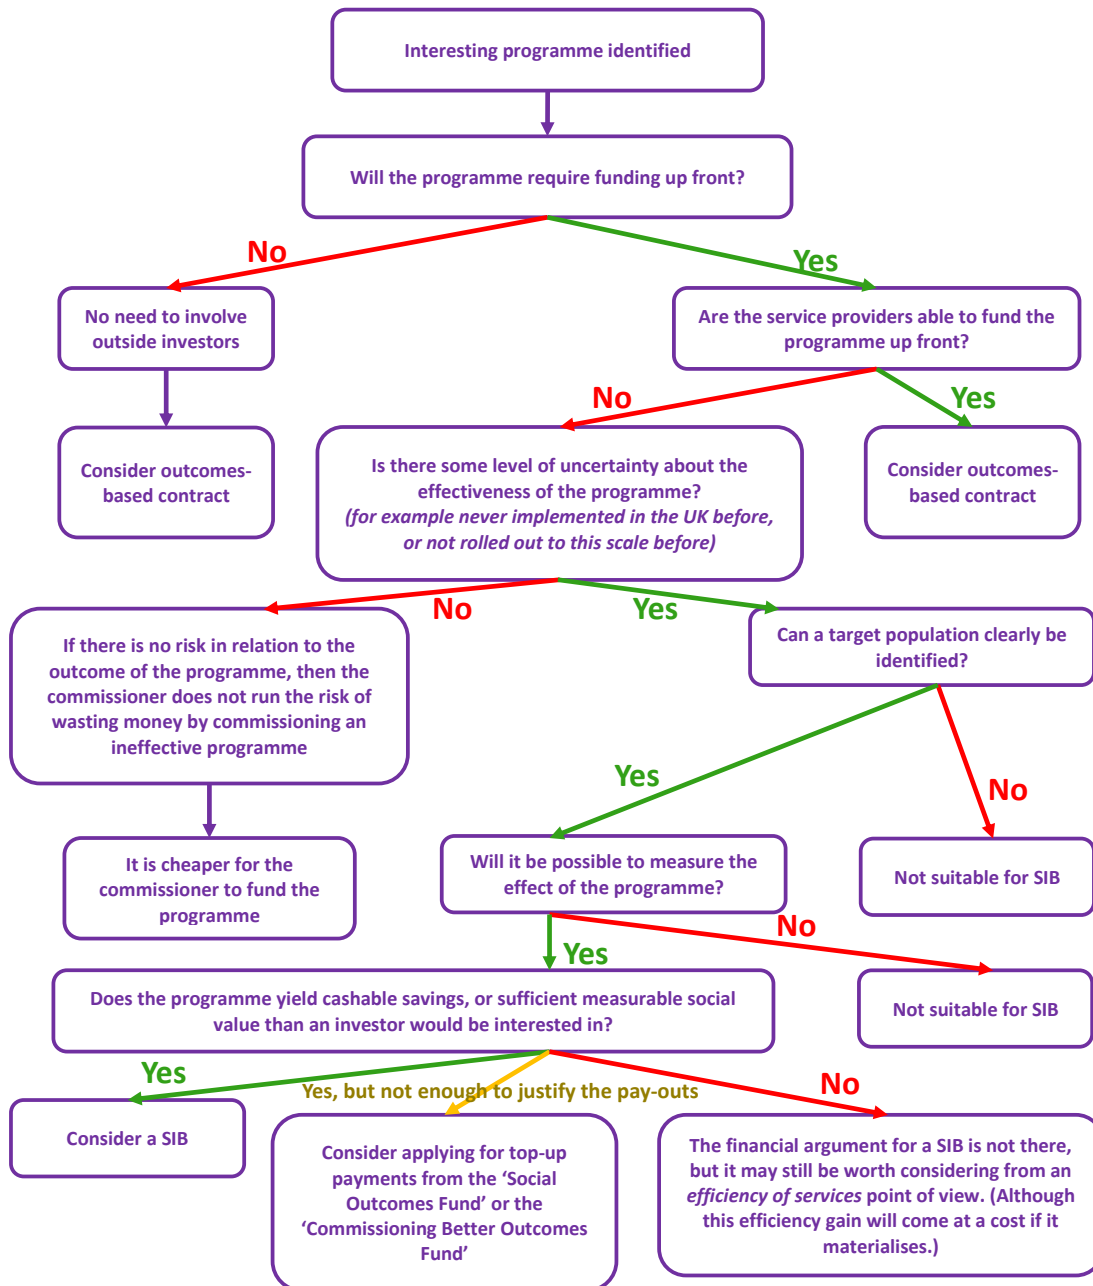 Interesting programme identified
Will the programme require funding up front?
No
Yes
No need to involve
outside investors
Are the service providers able to fund the
programme up front?
No
Yes
Consider outcomes-
based contract
Is there some level of uncertainty about the
effectiveness of the programme?
(for example never implemented in the UK before,
or not rolled out to this scale before)
Consider outcomes-
based contract
No
Yes
If there is no risk in relation to the
outcome of the programme, then the
commissioner does not run the risk of
wasting money by commissioning an
ineffective programme
Can a target population clearly be
identified?
Yes
No
It is cheaper for the
commissioner to fund the
programme
Will it be possible to measure the
effect of the programme?
Not suitable for SIB
Yes
No
Does the programme yield cashable savings, or sufficient measurable social
value than an investor would be interested in?
Not suitable for SIB
Yes
Yes, but not enough to justify the pay-outs
No
Consider a SIB
Consider applying for top-up
payments from the ‘Social
Outcomes Fund’ or the
‘Commissioning Better Outcomes
Fund’
The financial argument for a SIB is not there,
but it may still be worth considering from an
efficiency of services point of view. (Although
this efficiency gain will come at a cost if it
materialises.)